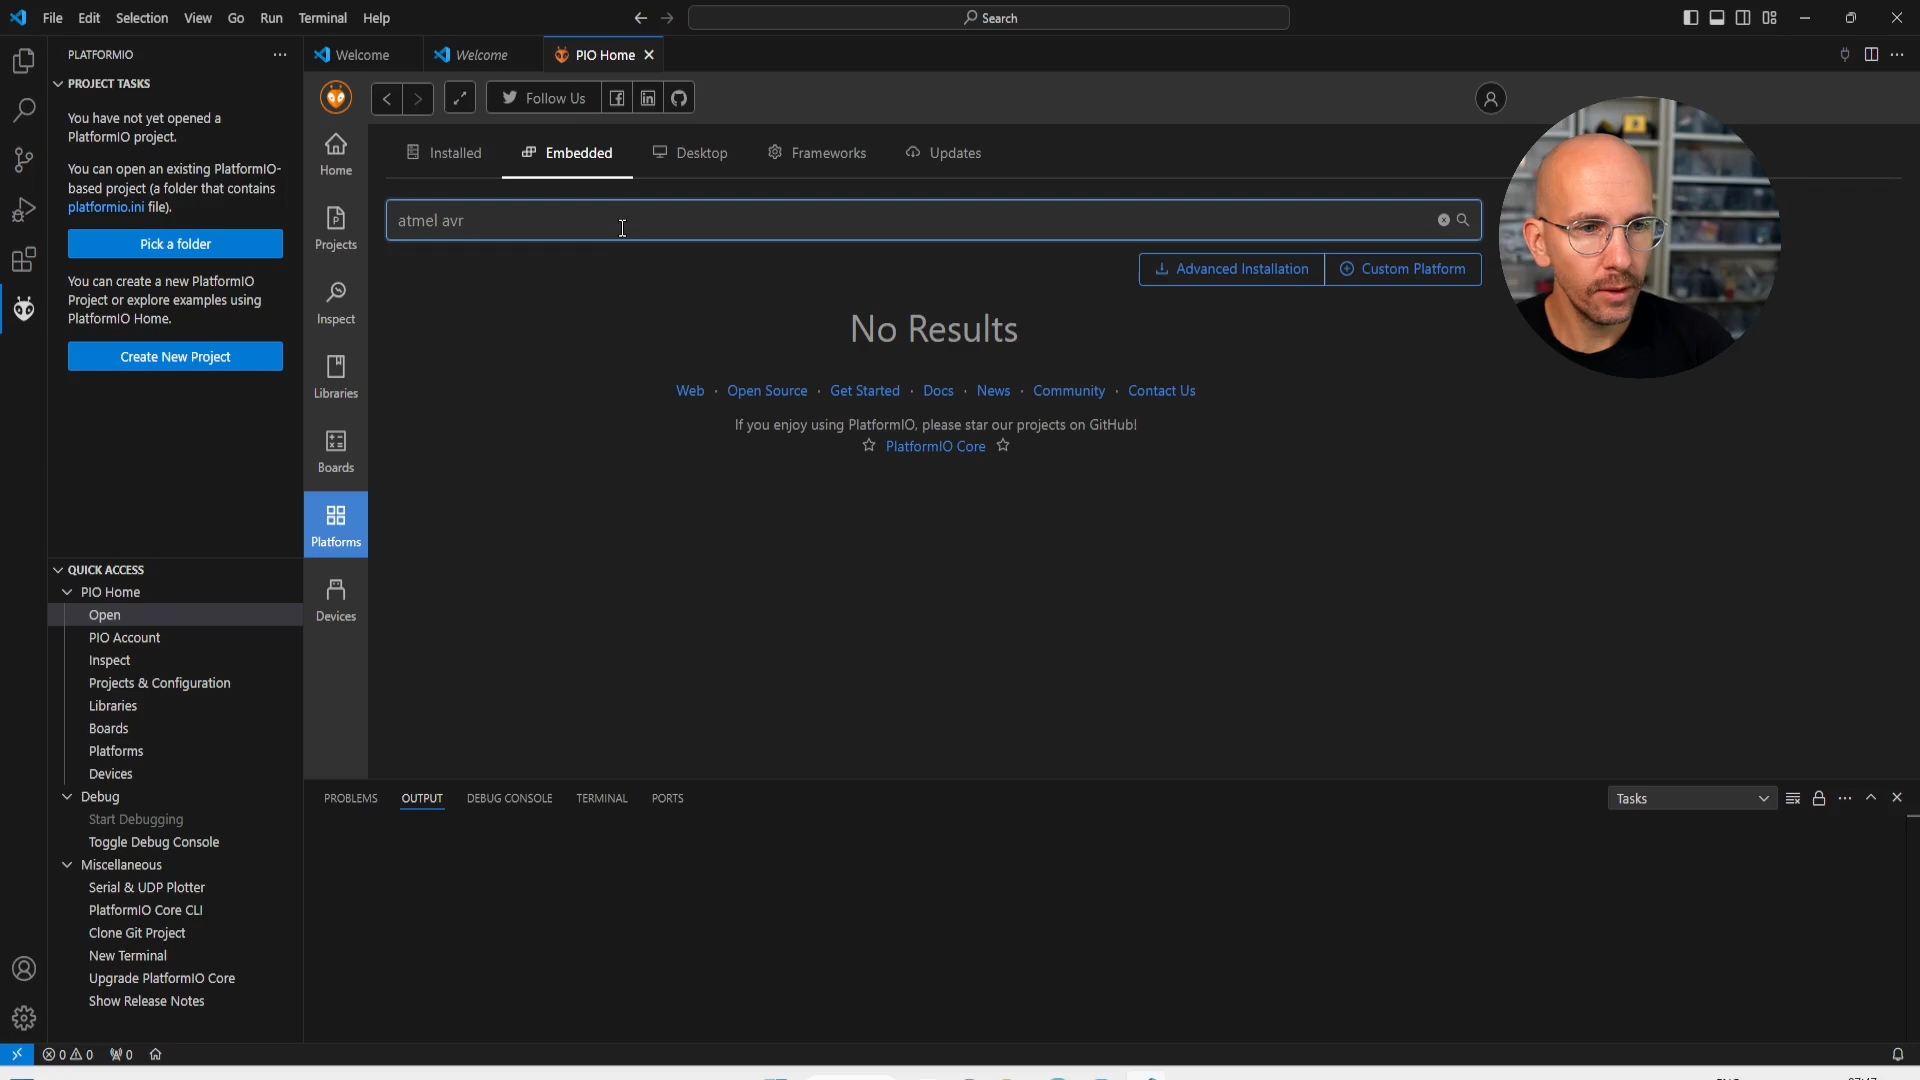 File Edit Selection View Go Run Terminal Help
Search
PLATFORMIO
PROJECT TASKS
You have not yet opened a
PlatformIO project.
You can open an existing PlatformIO-
based project (a folder that contains
platformio.ini file).
Pick a folder
You can create a new PlatformIO
Project or explore examples using
PlatformIO Home.
Create New Project
QUICK ACCESS
PIO Home
Open
PIO Account
Inspect
Projects & Configuration
Libraries
Boards
Platforms
Devices
Debug
Start Debugging
Toggle Debug Console
Miscellaneous
Serial & UDP Plotter
PlatformIO Core CLI
Clone Git Project
New Terminal
Upgrade PlatformIO Core
Show Release Notes
Welcome Welcome PIO Home
Follow Us
Home
Projects
Inspect
Libraries
Boards
Platforms
Devices
Installed Embedded Desktop Frameworks Updates
atmel avr
Advanced Installation Custom Platform
No Results
Web · Open Source · Get Started · Docs · News · Community · Contact Us
If you enjoy using PlatformIO, please star our projects on GitHub!
PlatformIO Core
PROBLEMS OUTPUT DEBUG CONSOLE TERMINAL PORTS
Tasks
0 0 0